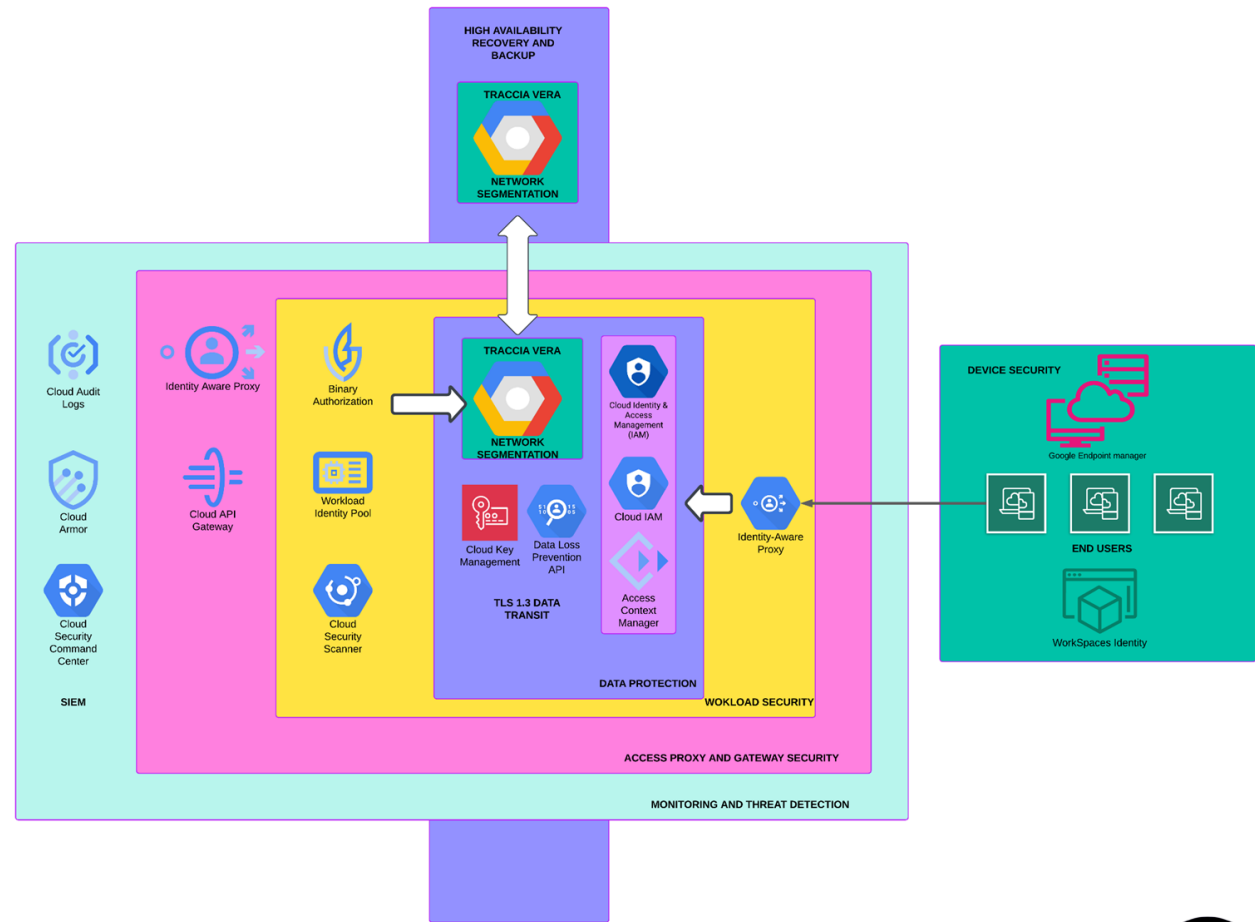 HIGH AVAILABILITY
RECOVERY AND
BACKUP
TRACCIA VERA
NETWORK
SEGMENTATION
Cloud Audit
Logs
Cloud
Armor
Cloud
Security
Command
Center
SIEM
Identity Aware Proxy
Cloud API
Gateway
Binary
Authorization
Workload
Identity Pool
Cloud
Security
Scanner
TRACCIA VERA
NETWORK
SEGMENTATION
Cloud Key
Management
Data Loss
Prevention
API
TLS 1.3 DATA
TRANSIT
Cloud Identity &
Access
Management
(IAM)
Cloud IAM
Access
Context
Manager
DATA PROTECTION
Identity-Aware
Proxy
WOKLOAD SECURITY
ACCESS PROXY AND GATEWAY SECURITY
MONITORING AND THREAT DETECTION
DEVICE SECURITY
Google Endpoint manager
END USERS
WorkSpaces Identity